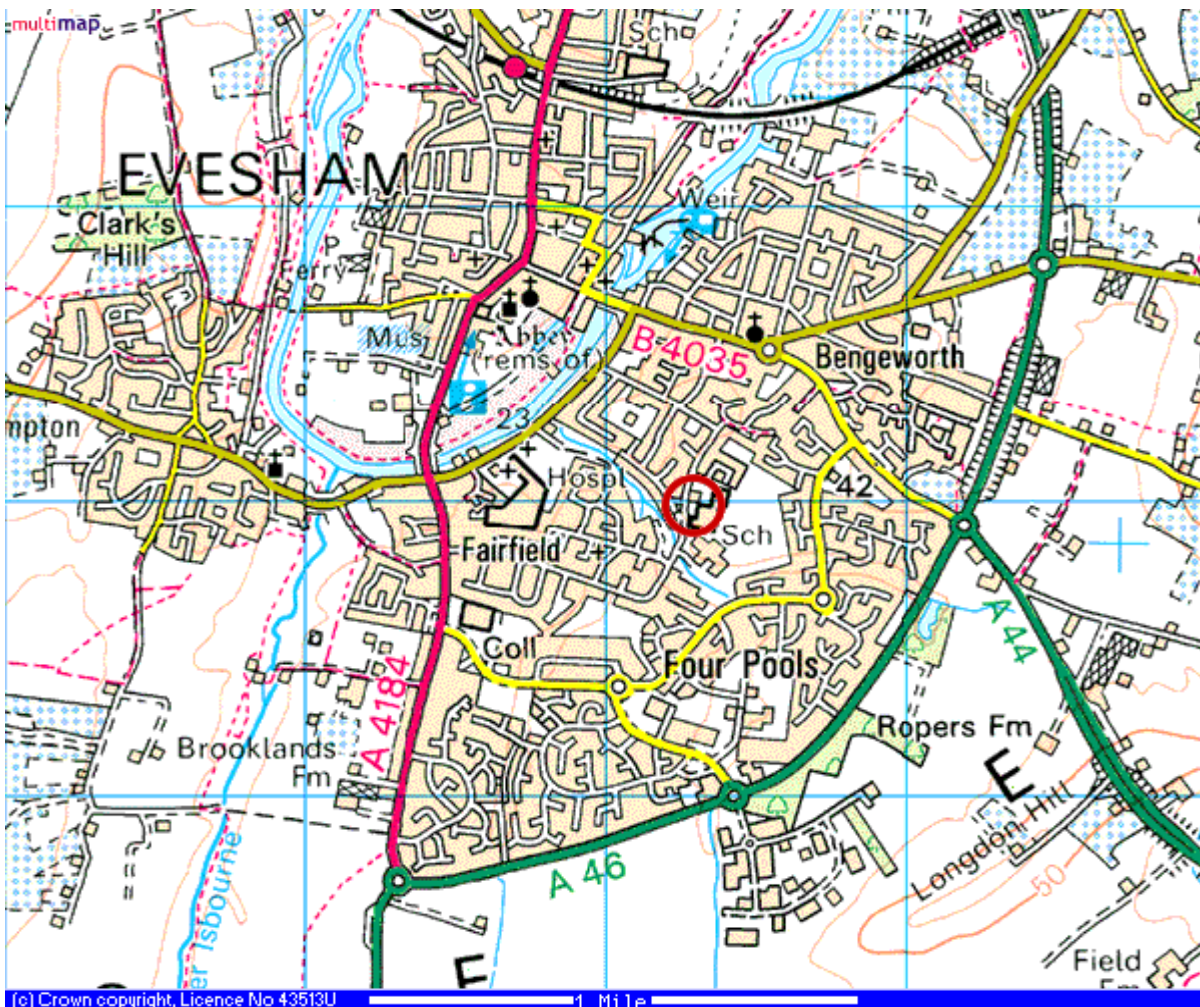 multimap
Sch
EVESHAM
Clark's
Hill
Weir
P
Ferry
Mus
Abbey
(rems of)
B 4035
Bengeworth
mpton
23
Hospl
42
Sch
Fairfield
Coll
Four Pools
A 44
A 4184
Ropers Fm
Brooklands
Fm
E
Longdon Hill
50
A 46
er Isbourne
E
Field
Fm
(c) Crown copyright, Licence No 43513U
1 Mile